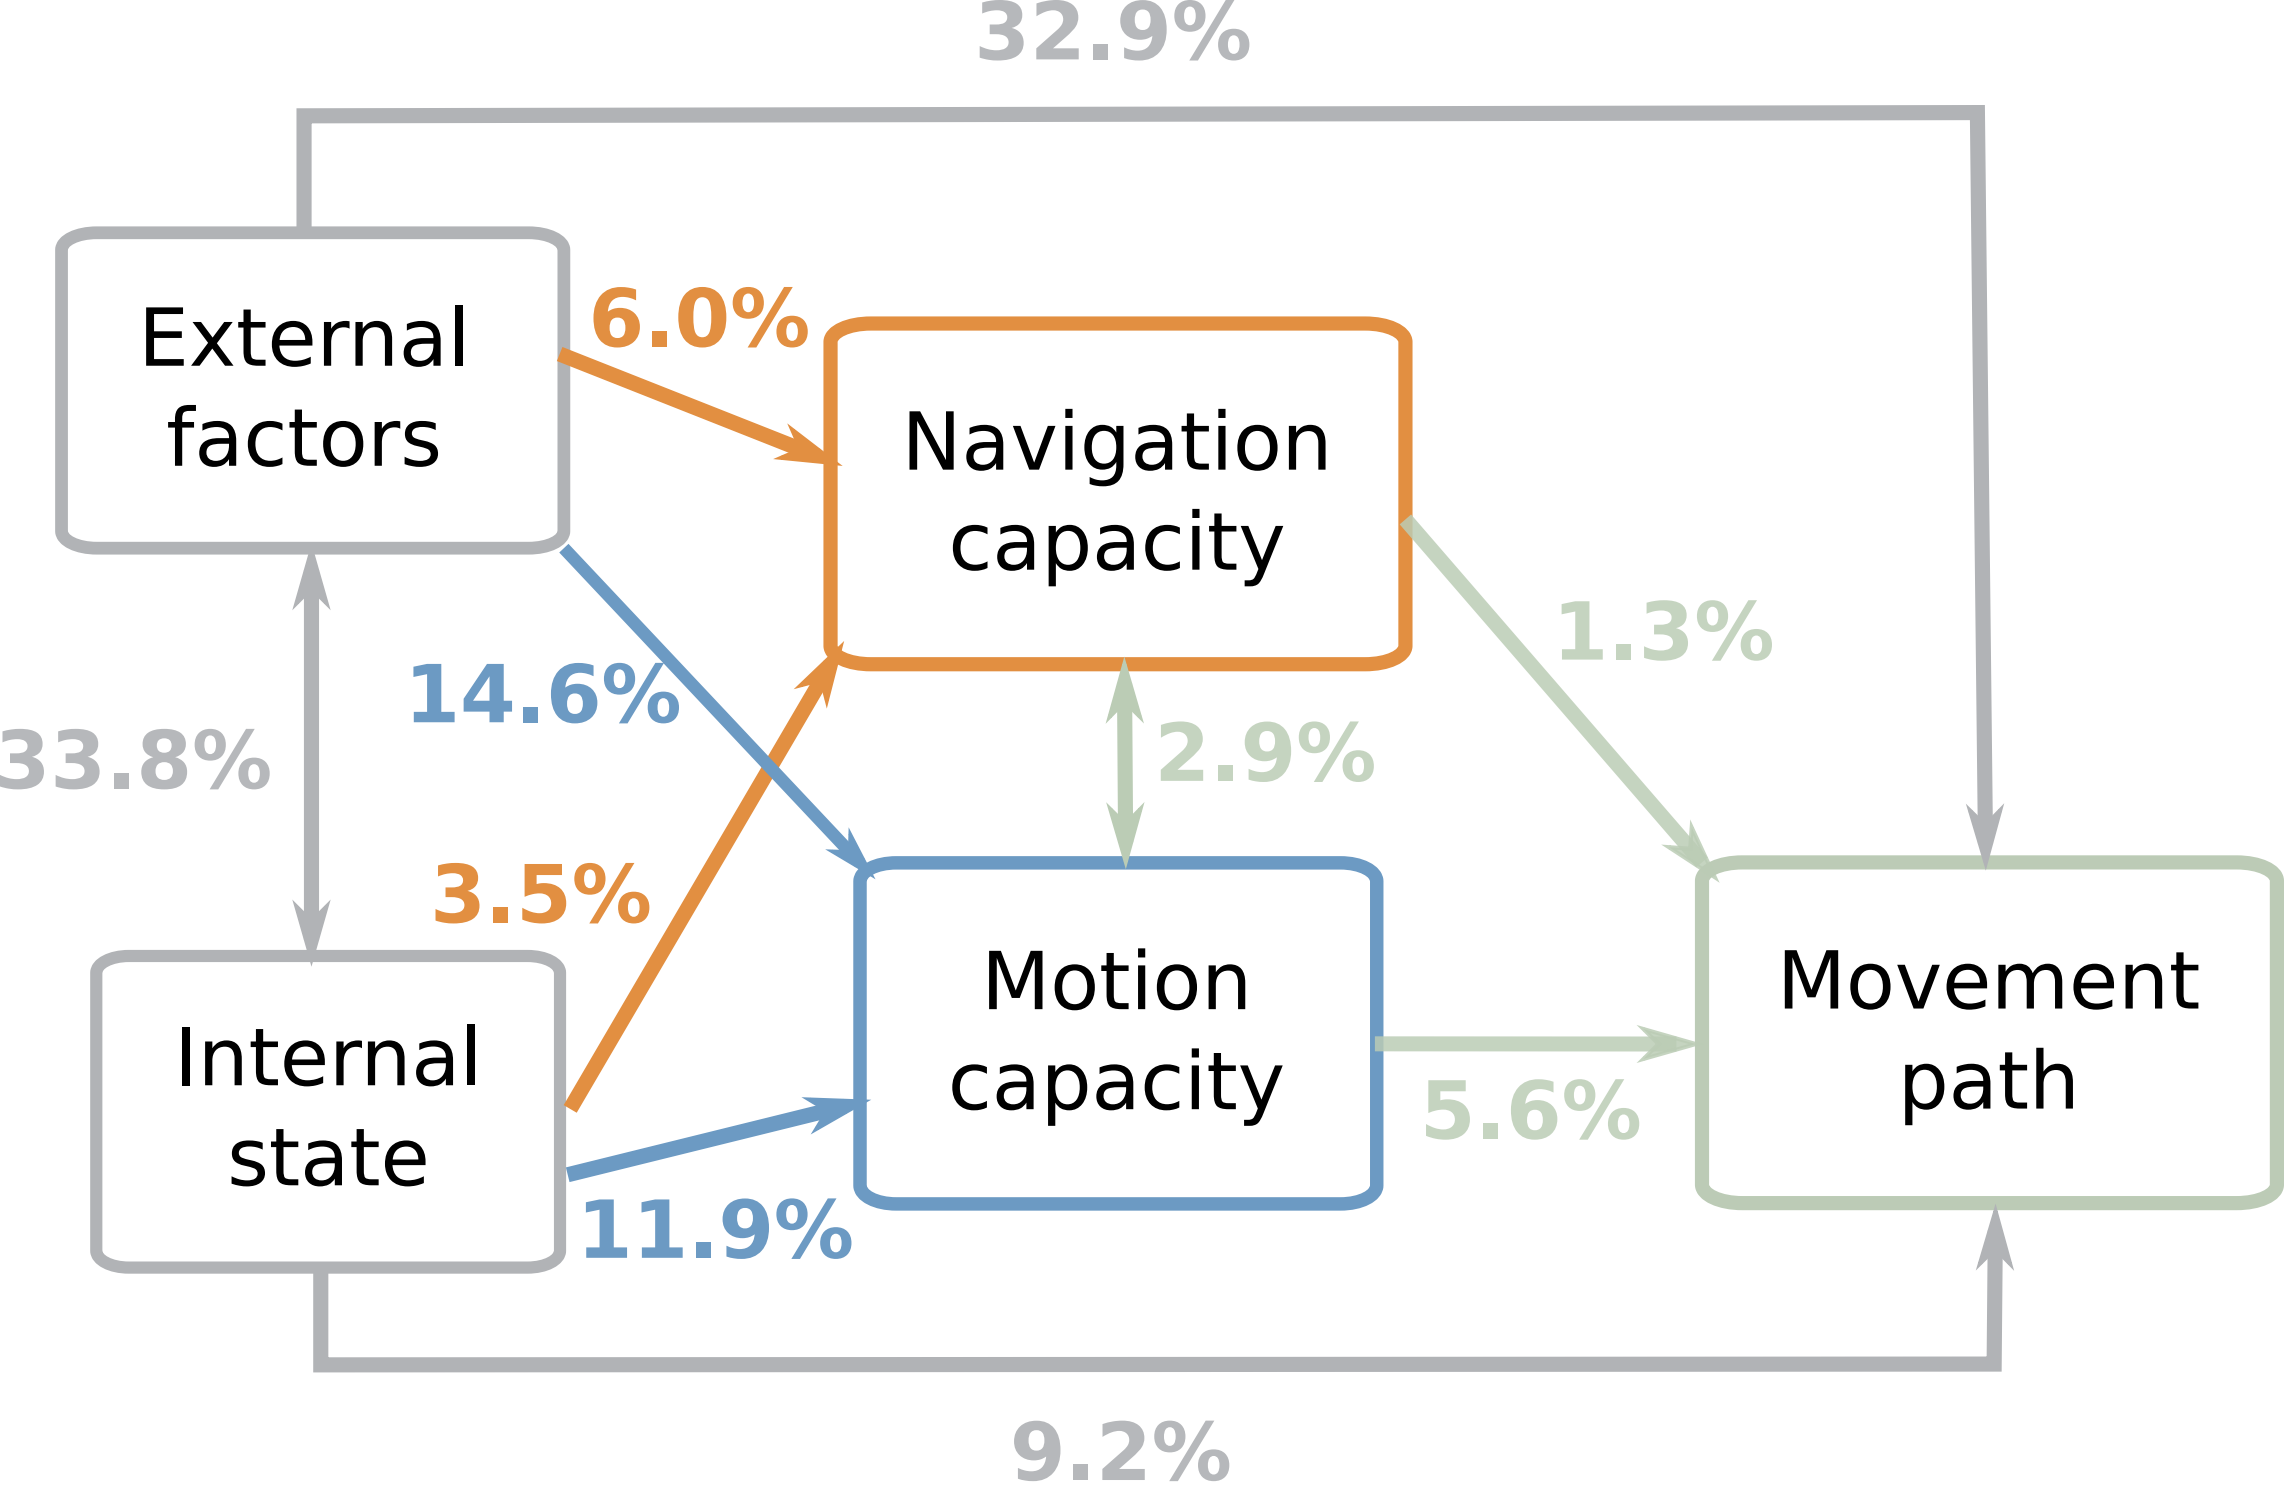 32.9%
External
factors
6.0%
Navigation
capacity
1.3%
14.6%
33.8%
2.9%
3.5%
Internal
state
Motion
capacity
Movement
path
5.6%
11.9%
9.2%